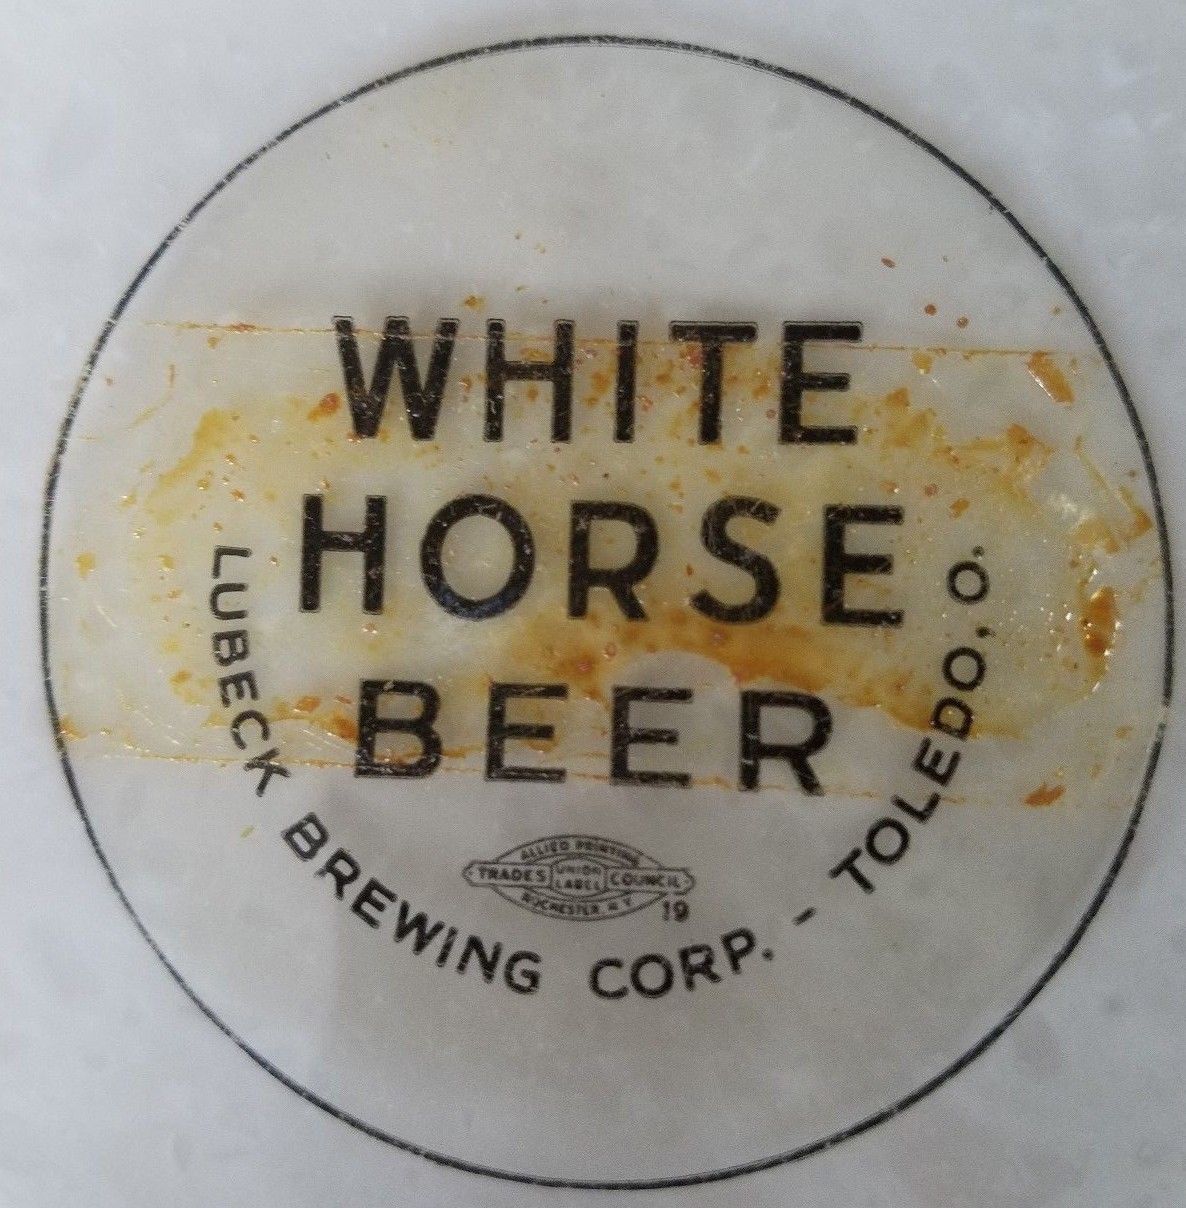 WHITE
HORSE
BEER
ALLIED PRINTING
TRADES UNION LABEL COUNCIL
ROCHESTER, N.Y.
19
LUBECK BREWING CORP. - TOLEDO, O.